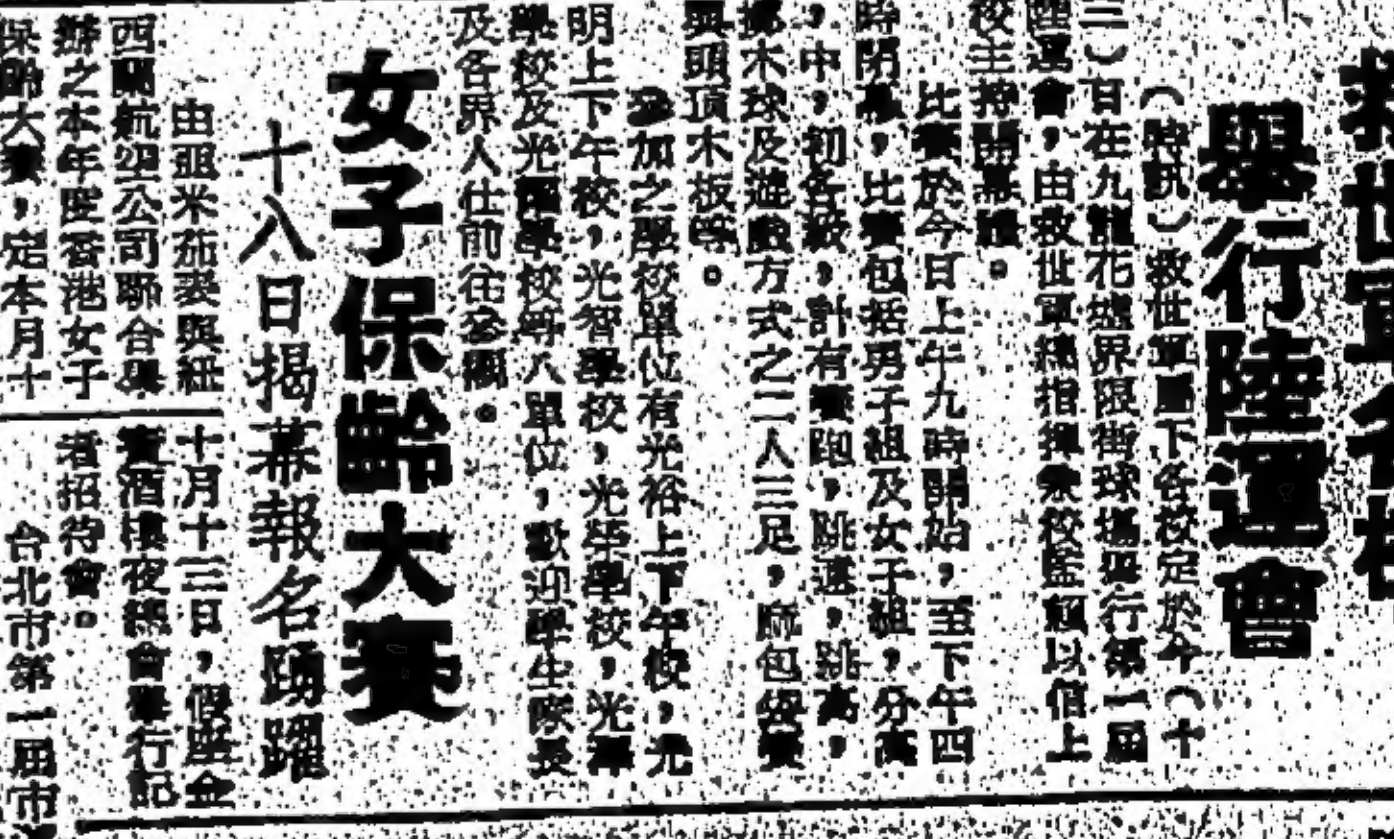 救世軍各校
舉行陸運會
（時訊）救世軍屬下各校定於今（十
三）日在九龍花墟界限街球場舉行第一屆
陸運會，由救世軍總指揮 校監賴以信上
校主持開幕禮。
比賽於今日上午九時開始，至下午四
時閉幕，比賽包括男子組及女子組，分高
，中，初各級，計有賽跑，跳遠，跳高，
擲木球及遊戲方式之二人三足，麻包袋賽
與頭頂木板等。
參加之學校單位有光裕上下午校，光
明上下午校，光智學校，光榮學校，光
學校及光 學校等八單位，歡迎學生家長
及各界人仕前往參觀。
女子保齡大賽
十八日揭幕報名踴躍
由祖米茄表與紐
西蘭航空公司聯合舉
辦之本年度香港女子
保齡大賽，定本月十
十月十三日，假座金
寶酒樓夜總會舉行記
者招待會。
台北市第一屆市